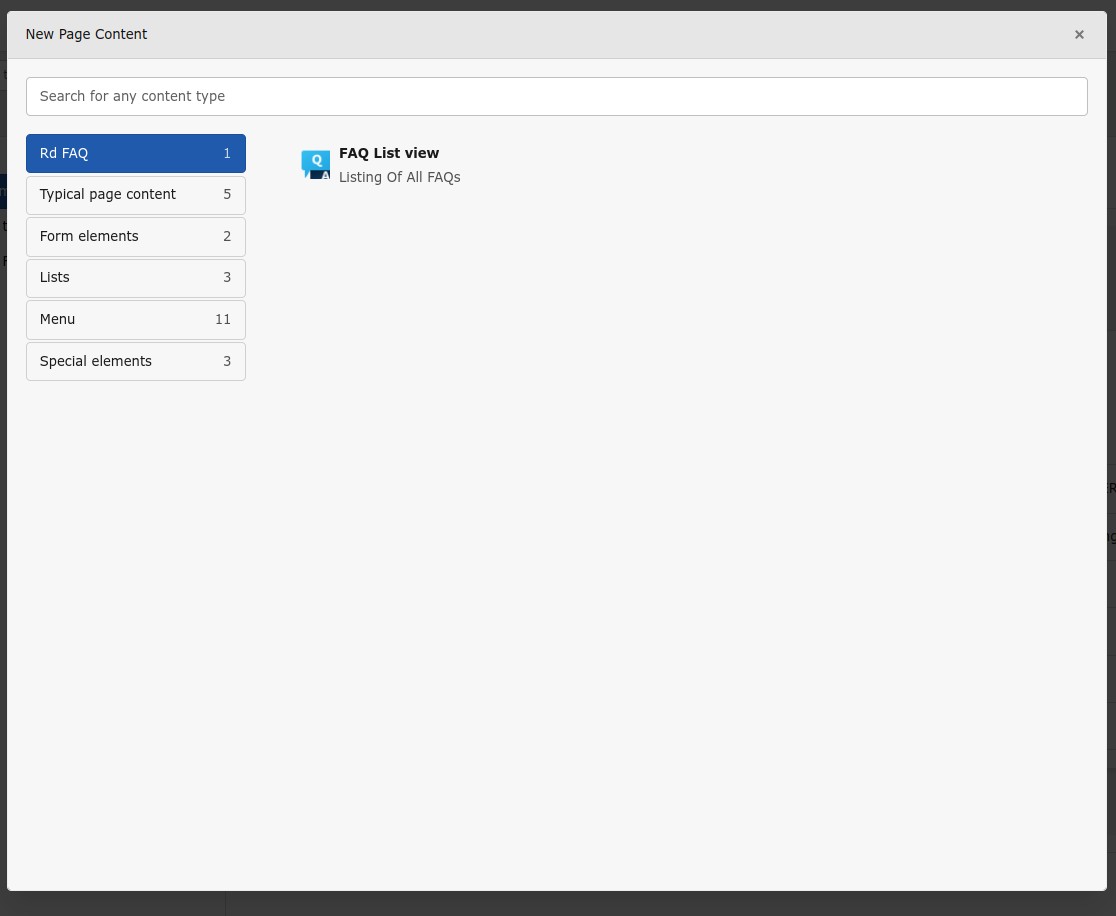 New Page Content ×
Search for any content type
Rd FAQ 1
Typical page content 5
Form elements 2
Lists 3
Menu 11
Special elements 3
Q
A
FAQ List view
Listing Of All FAQs